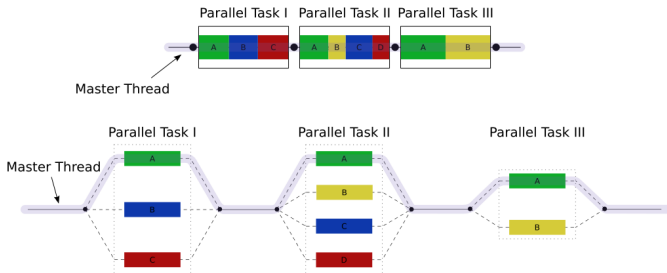 Parallel Task I Parallel Task II Parallel Task III
A B C A B C D A B
Master Thread
Parallel Task I Parallel Task II Parallel Task III
A A
Master Thread
B A
B C B
C D